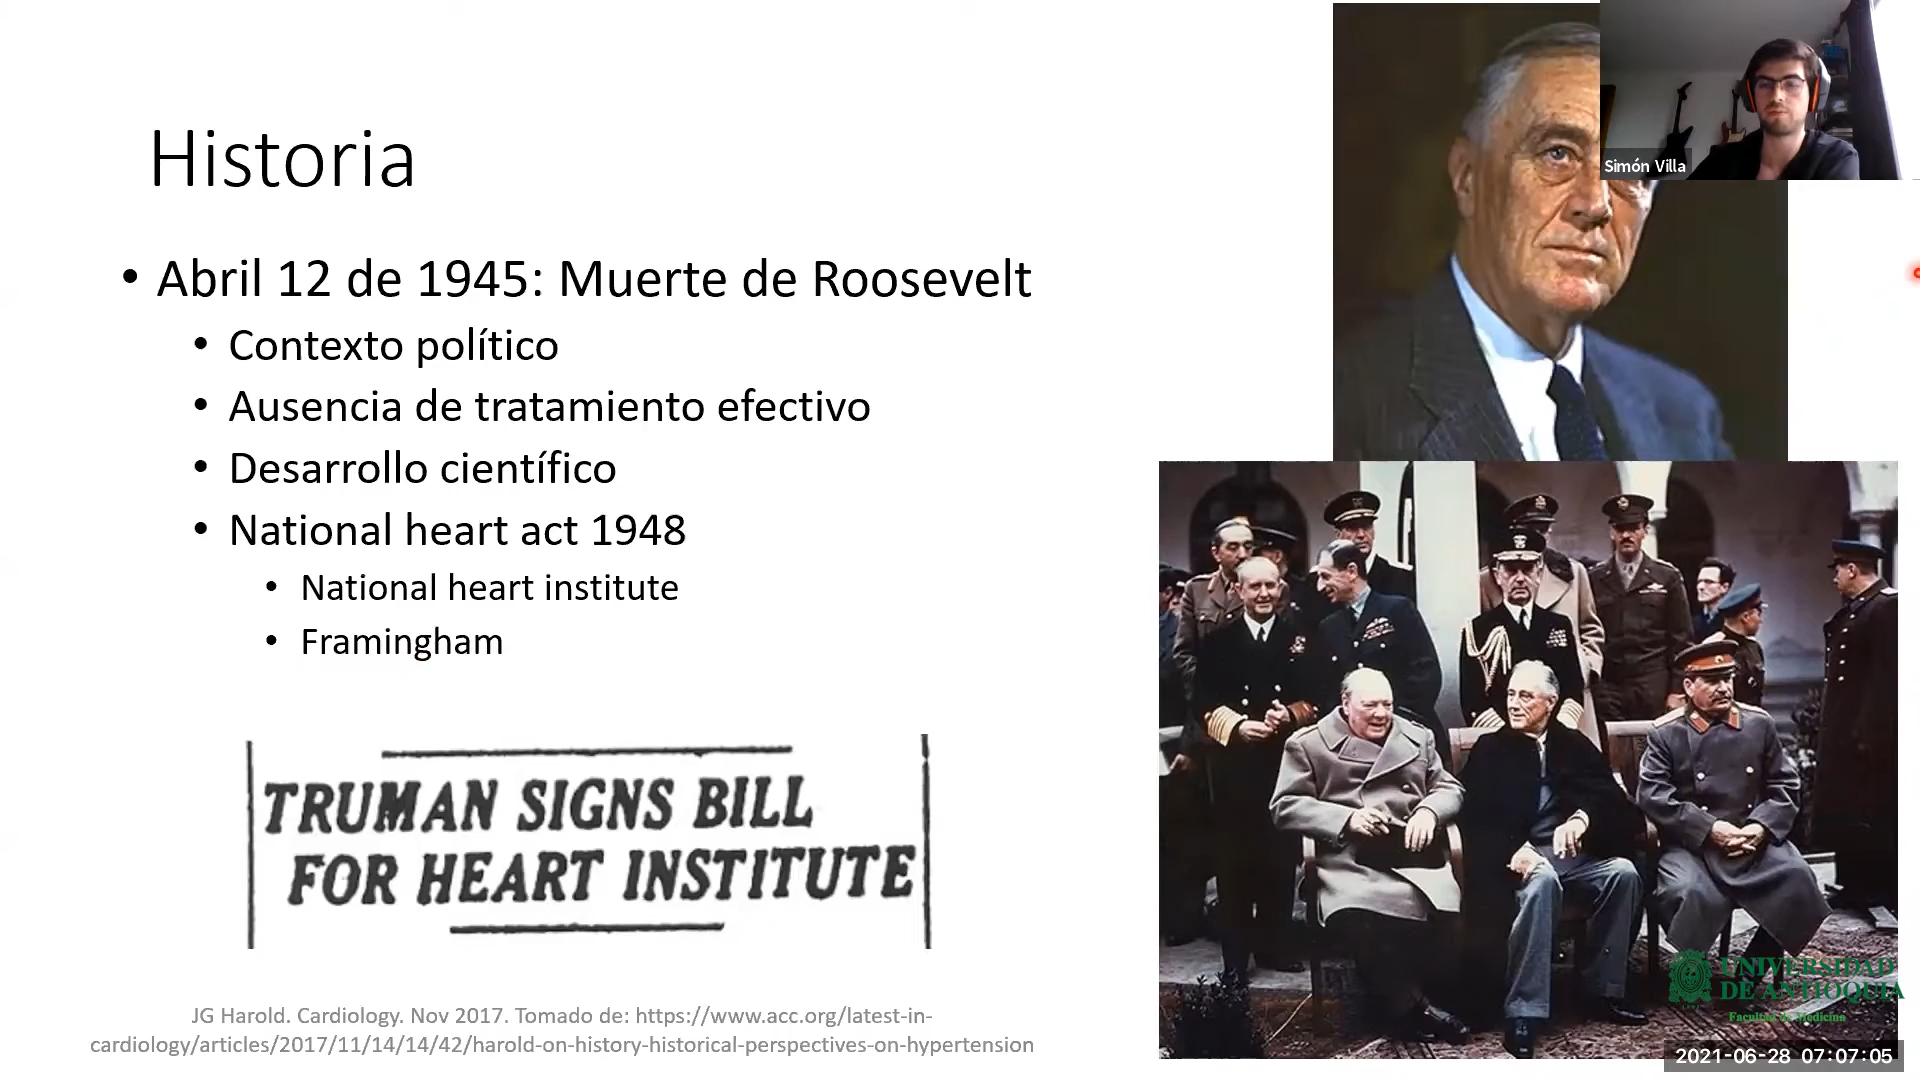 Historia
Simón Villa
• Abril 12 de 1945: Muerte de Roosevelt
• Contexto político
• Ausencia de tratamiento efectivo
• Desarrollo científico
• National heart act 1948
• National heart institute
• Framingham
TRUMAN SIGNS BILL
FOR HEART INSTITUTE
JG Harold. Cardiology. Nov 2017. Tomado de: https://www.acc.org/latest-in-
cardiology/articles/2017/11/14/14/42/harold-on-history-historical-perspectives-on-hypertension
UNIVERSIDAD
DE ANTIOQUIA
Facultad de Medicina
2021-06-28 07:07:05